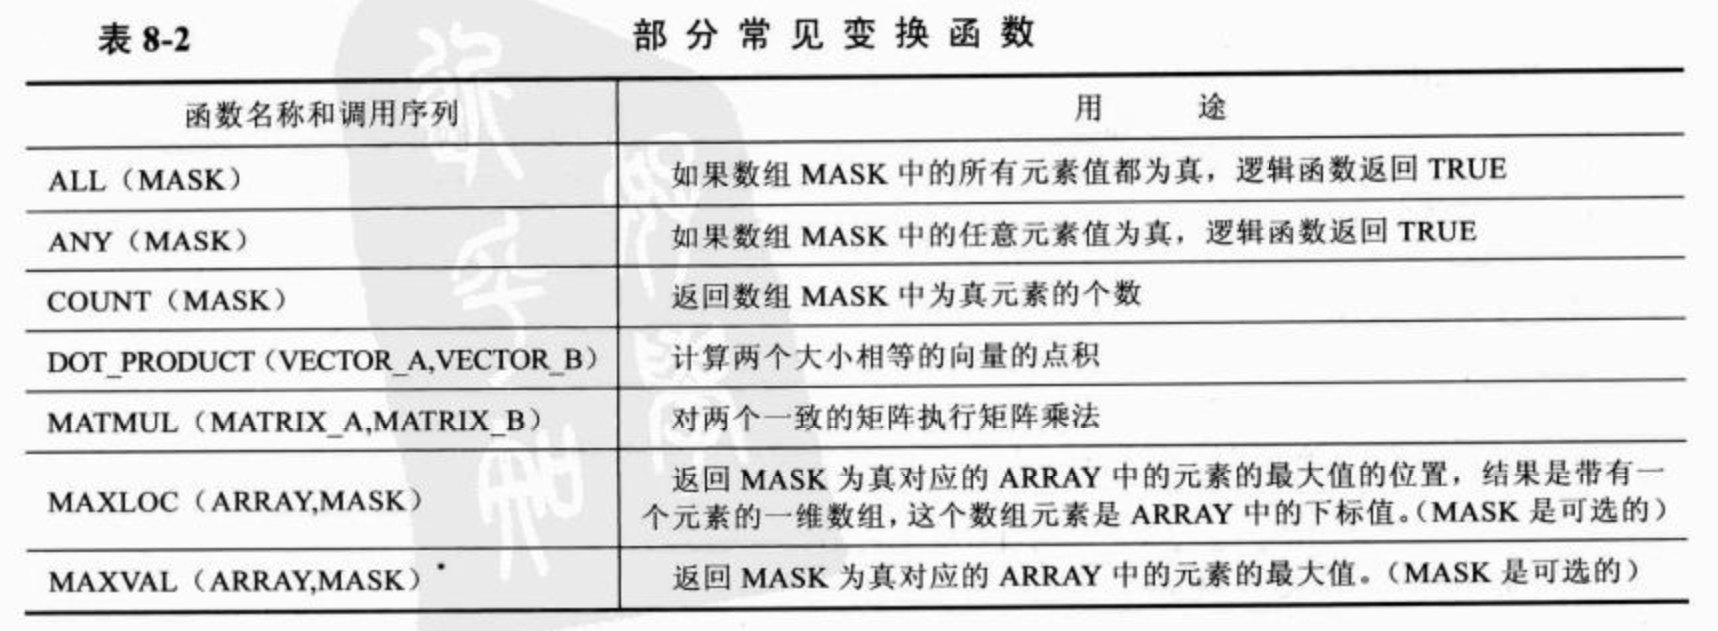 表 8-2 部分常见变换函数
函数名称和调用序列 用 途
ALL（MASK） 如果数组 MASK 中的所有元素值都为真，逻辑函数返回 TRUE
ANY（MASK） 如果数组 MASK 中的任意元素值为真，逻辑函数返回 TRUE
COUNT（MASK） 返回数组 MASK 中为真元素的个数
DOT_PRODUCT（VECTOR_A,VECTOR_B） 计算两个大小相等的向量的点积
MATMUL（MATRIX_A,MATRIX_B） 对两个一致的矩阵执行矩阵乘法
MAXLOC（ARRAY,MASK） 返回 MASK 为真对应的 ARRAY 中的元素的最大值的位置，结果是带有一
个元素的一维数组，这个数组元素是 ARRAY 中的下标值。（MASK 是可选的）
MAXVAL（ARRAY,MASK） 返回 MASK 为真对应的 ARRAY 中的元素的最大值。（MASK 是可选的）